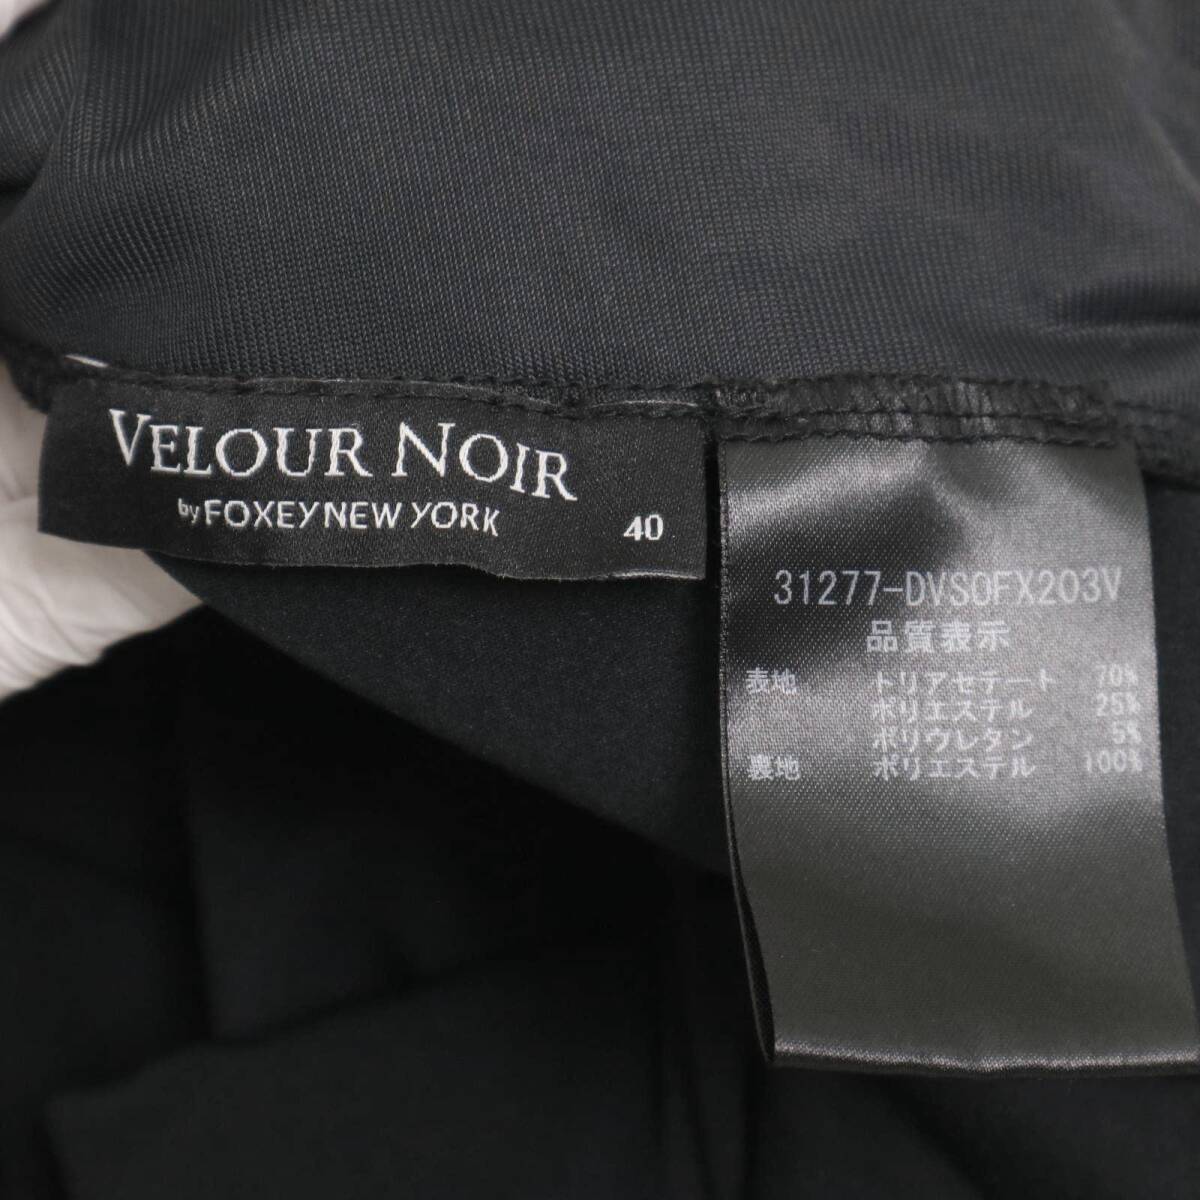 VELOUR NOIR
by FOXEY NEW YORK
40
31277-DVSOFX203V
品質表示
表地 トリアセテート 70%
ポリエステル 25%
ポリウレタン 5%
裏地 ポリエステル 100%